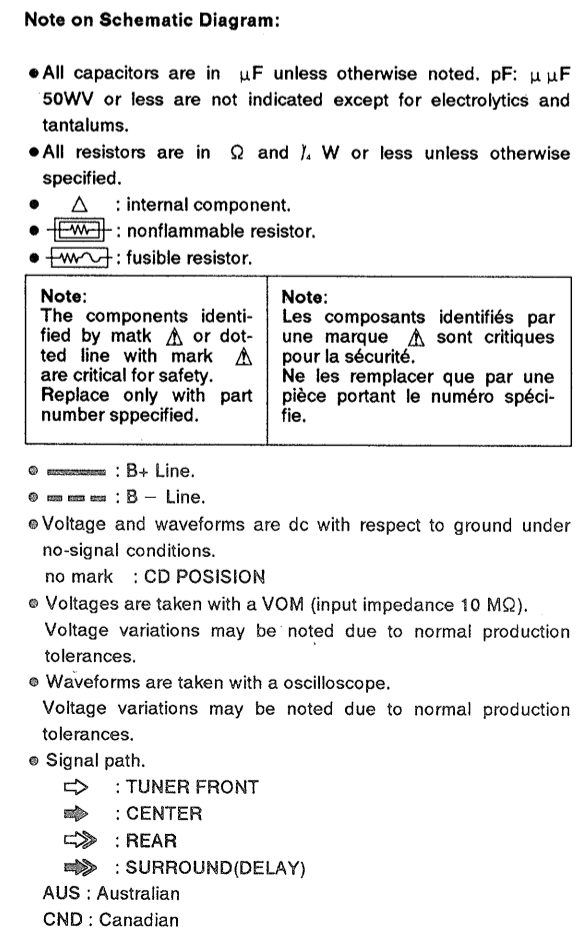 Note on Schematic Diagram:
● All capacitors are in µF unless otherwise noted. pF: µ µF
50WV or less are not indicated except for electrolytics and
tantalums.
● All resistors are in Ω and ¼ W or less unless otherwise
specified.
● △ : internal component.
● : nonflammable resistor.
● : fusible resistor.
Note:
The components identi-
fied by matk ⚠ or dot-
ted line with mark ⚠
are critical for safety.
Replace only with part
number sppecified.
Note:
Les composants identifiés par
une marque ⚠ sont critiques
pour la sécurité.
Ne les remplacer que par une
pièce portant le numéro spéci-
fie.
● : B+ Line.
● : B − Line.
● Voltage and waveforms are dc with respect to ground under
no-signal conditions.
no mark : CD POSISION
● Voltages are taken with a VOM (input impedance 10 MΩ).
Voltage variations may be noted due to normal production
tolerances.
● Waveforms are taken with a oscilloscope.
Voltage variations may be noted due to normal production
tolerances.
● Signal path.
: TUNER FRONT
: CENTER
: REAR
: SURROUND(DELAY)
AUS : Australian
CND : Canadian